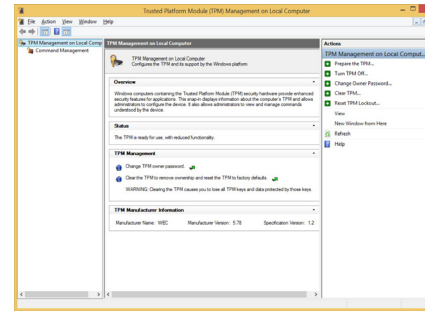 Trusted Platform Module (TPM) Management on Local Computer
File Action View Window Help
TPM Management on Local Comp
Command Management
TPM Management on Local Computer
TPM Management on Local Computer
Configures the TPM and its support by the Windows platform
Overview
Windows computers containing the Trusted Platform Module (TPM) security hardware provide enhanced
security features for applications. This snap-in displays information about the computer's TPM and allows
administrators to configure the device. It also allows administrators to view and manage commands
understood by the device.
Status
The TPM is ready for use, with reduced functionality.
TPM Management
Change TPM owner password.
Clear the TPM to remove ownership and reset the TPM to factory defaults.
WARNING: Clearing the TPM causes you to lose all TPM keys and data protected by those keys.
TPM Manufacturer Information
Manufacturer Name: WEC Manufacturer Version: 5.78 Specification Version: 1.2
Actions
TPM Management on Local Comput...
Prepare the TPM...
Turn TPM Off...
Change Owner Password...
Clear TPM...
Reset TPM Lockout...
View
New Window from Here
Refresh
Help